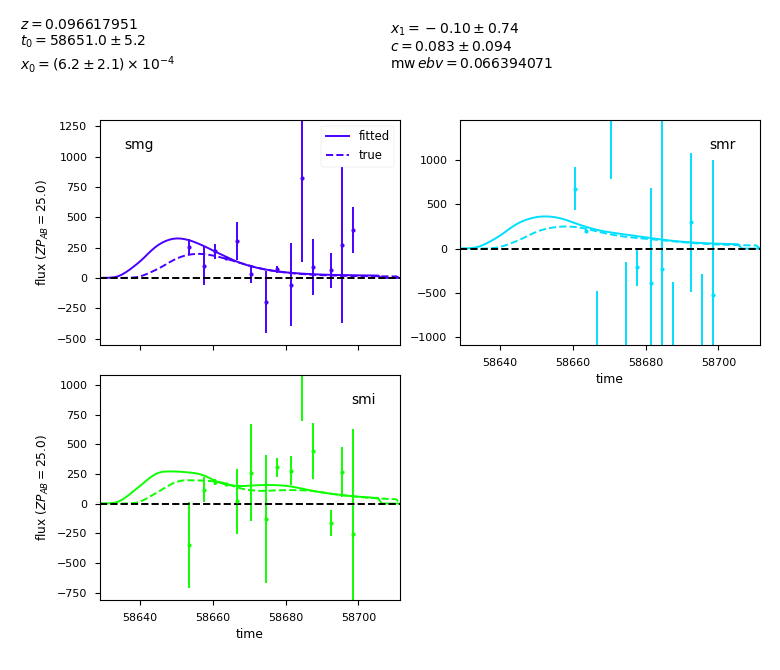 z = 0.096617951
t₀ = 58651.0 ± 5.2
x₀ = (6.2 ± 2.1) × 10⁻⁴
x₁ = −0.10 ± 0.74
c = 0.083 ± 0.094
mw ebv = 0.066394071
smg
fitted
true
1250
1000
750
500
250
0
−250
−500
flux (ZP_AB = 25.0)
smr
1000
500
0
−500
−1000
58640 58660 58680 58700
time
smi
1000
750
500
250
0
−250
−500
−750
flux (ZP_AB = 25.0)
58640 58660 58680 58700
time